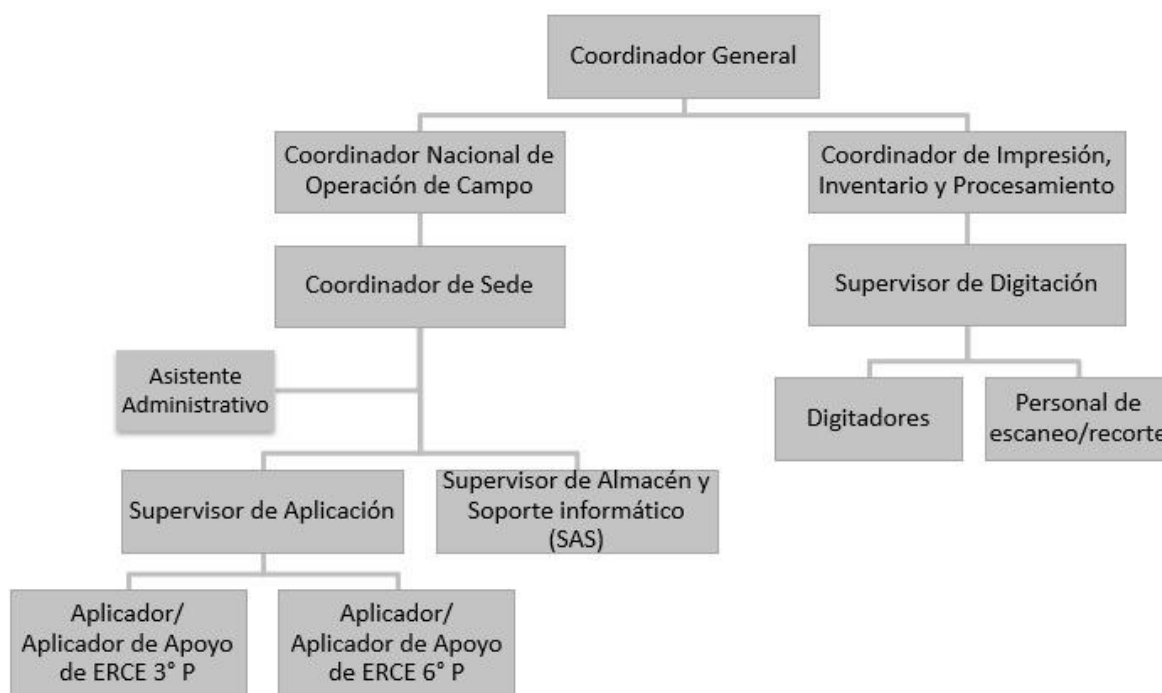 Coordinador General
Coordinador Nacional de
Operación de Campo
Coordinador de Impresión,
Inventario y Procesamiento
Coordinador de Sede
Supervisor de Digitación
Asistente
Administrativo
Digitadores
Personal de
escaneo/recorte
Supervisor de Aplicación
Supervisor de Almacén y
Soporte informático
(SAS)
Aplicador/
Aplicador de Apoyo
de ERCE 3° P
Aplicador/
Aplicador de Apoyo
de ERCE 6° P